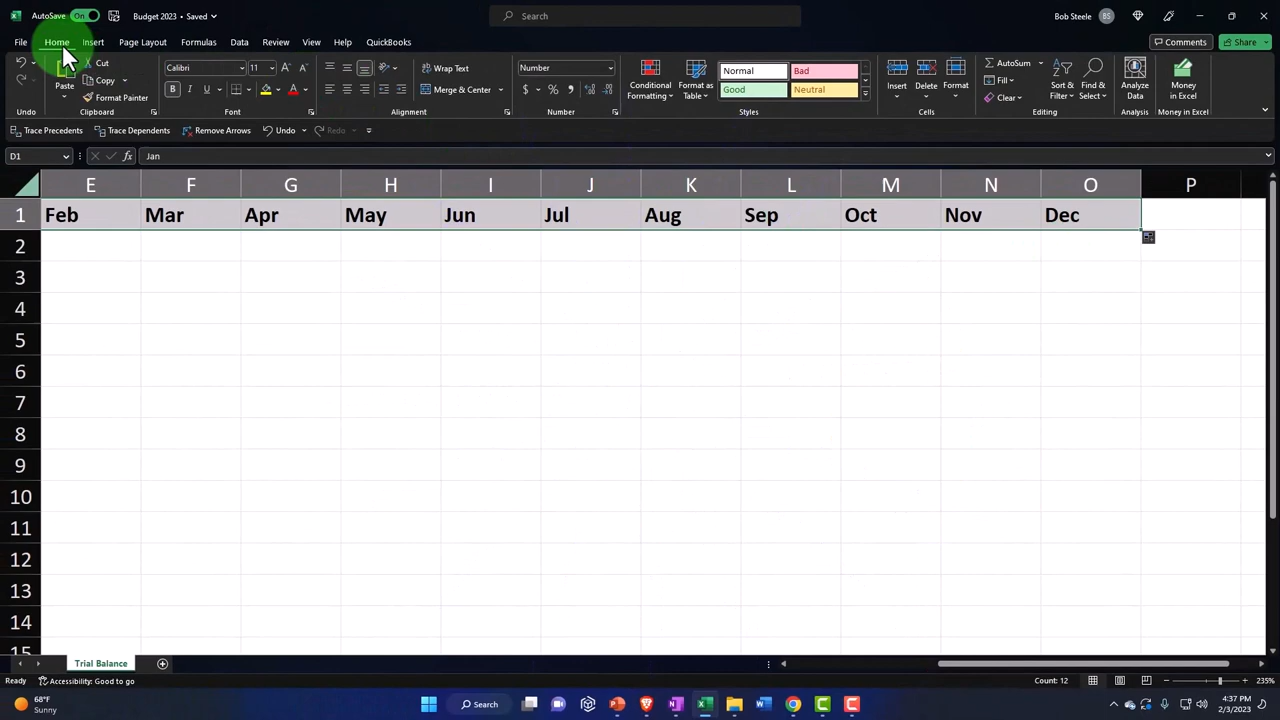 AutoSave On Budget 2023 • Saved Search Bob Steele BS
File Home Insert Page Layout Formulas Data Review View Help QuickBooks Comments Share
Cut Calibri 11 Wrap Text Number Normal Bad AutoSum
Copy Fill
Paste Format Painter B I U A Merge & Center $ % Good Neutral Clear
Conditional Formatting Format as Table Insert Delete Format Sort & Filter Find & Select Analyze Data Money in Excel
Undo Clipboard Font Alignment Number Styles Cells Editing Analysis Money in Excel
Trace Precedents Trace Dependents Remove Arrows Undo Redo
D1 fx Jan
E F G H I J K L M N O P
1 Feb Mar Apr May Jun Jul Aug Sep Oct Nov Dec
2
3
4
5
6
7
8
9
10
11
12
13
14
15
Trial Balance
Ready Accessibility: Good to go Count: 12 235%
68°F Search 4:37 PM
Sunny 2/3/2023